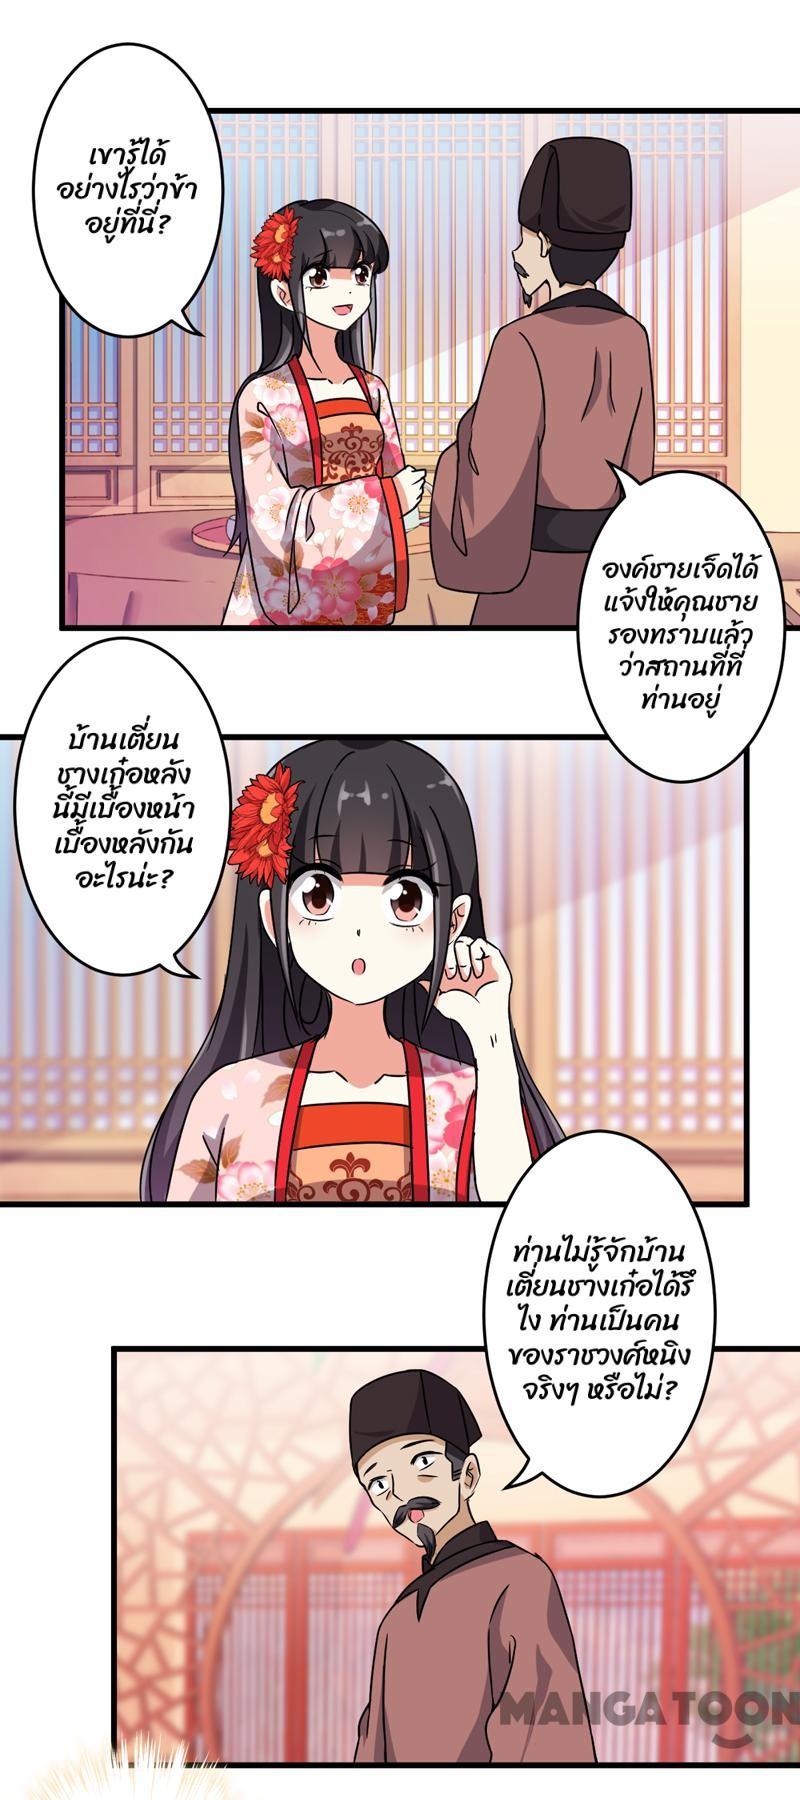 เขารู้ได้
อย่างไรว่าข้า
อยู่ที่นี่?
องค์ชายเจ็ดได้
แจ้งให้คุณชาย
รองทราบแล้ว
ว่าสถานที่ที่
ท่านอยู่
บ้านเตี่ยน
ชางเก๋อหลัง
นี้มีเบื้องหน้า
เบื้องหลังกัน
อะไรน่ะ?
ท่านไม่รู้จักบ้าน
เตี่ยนชางเก๋อได้รึ
ไง ท่านเป็นคน
ของราชวงศ์หนิง
จริงๆ หรือไม่?
MANGATOON